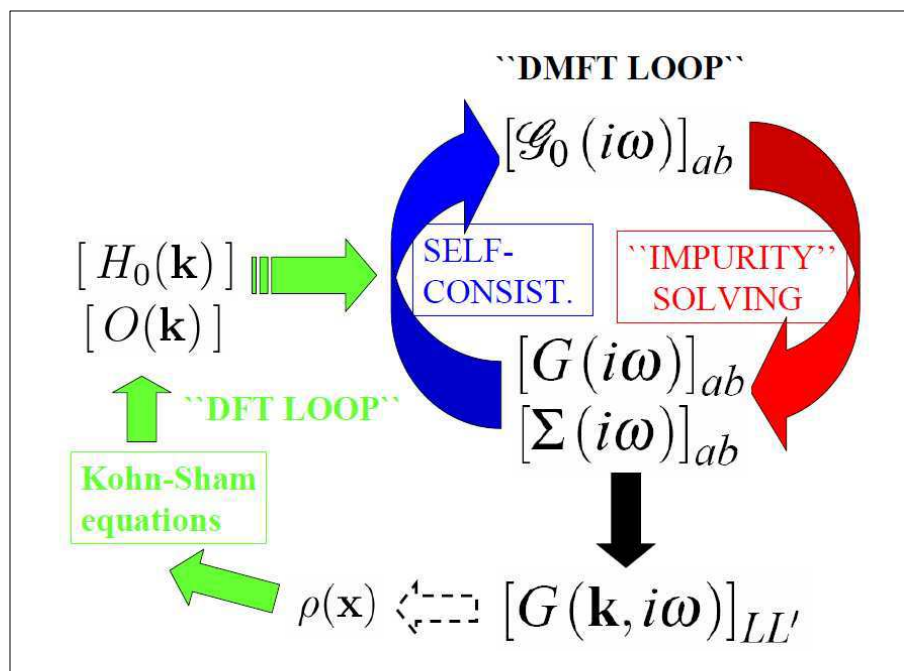 ``DMFT LOOP``
[𝒢₀(iω)]ab
[H₀(k)]
[O(k)]
SELF-
CONSIST.
``IMPURITY’’
SOLVING
[G(iω)]ab
[Σ(iω)]ab
``DFT LOOP``
Kohn-Sham
equations
ρ(x)
[G(k, iω)]LL′